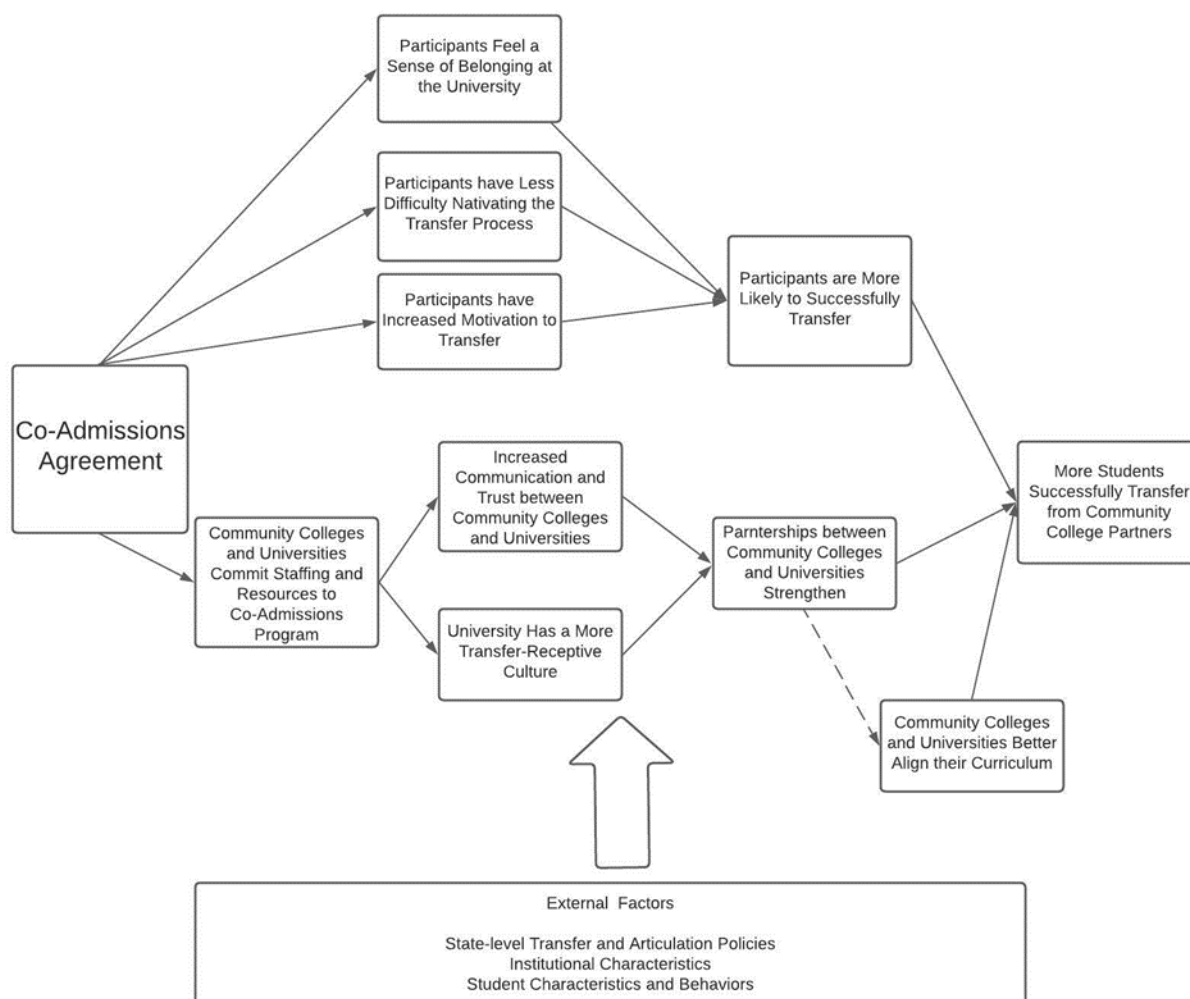 Participants Feel a
Sense of Belonging at
the University
Participants have Less
Difficulty Nativating the
Transfer Process
Participants have
Increased Motivation to
Transfer
Participants are More
Likely to Successfully
Transfer
Co-Admissions
Agreement
Community Colleges
and Universities
Commit Staffing and
Resources to
Co-Admissions
Program
Increased
Communication and
Trust between
Community Colleges
and Universities
University Has a More
Transfer-Receptive
Culture
Parnterships between
Community Colleges
and Universities
Strengthen
More Students
Successfully Transfer
from Community
College Partners
Community Colleges
and Universities Better
Align their Curriculum
External Factors
State-level Transfer and Articulation Policies
Institutional Characteristics
Student Characteristics and Behaviors